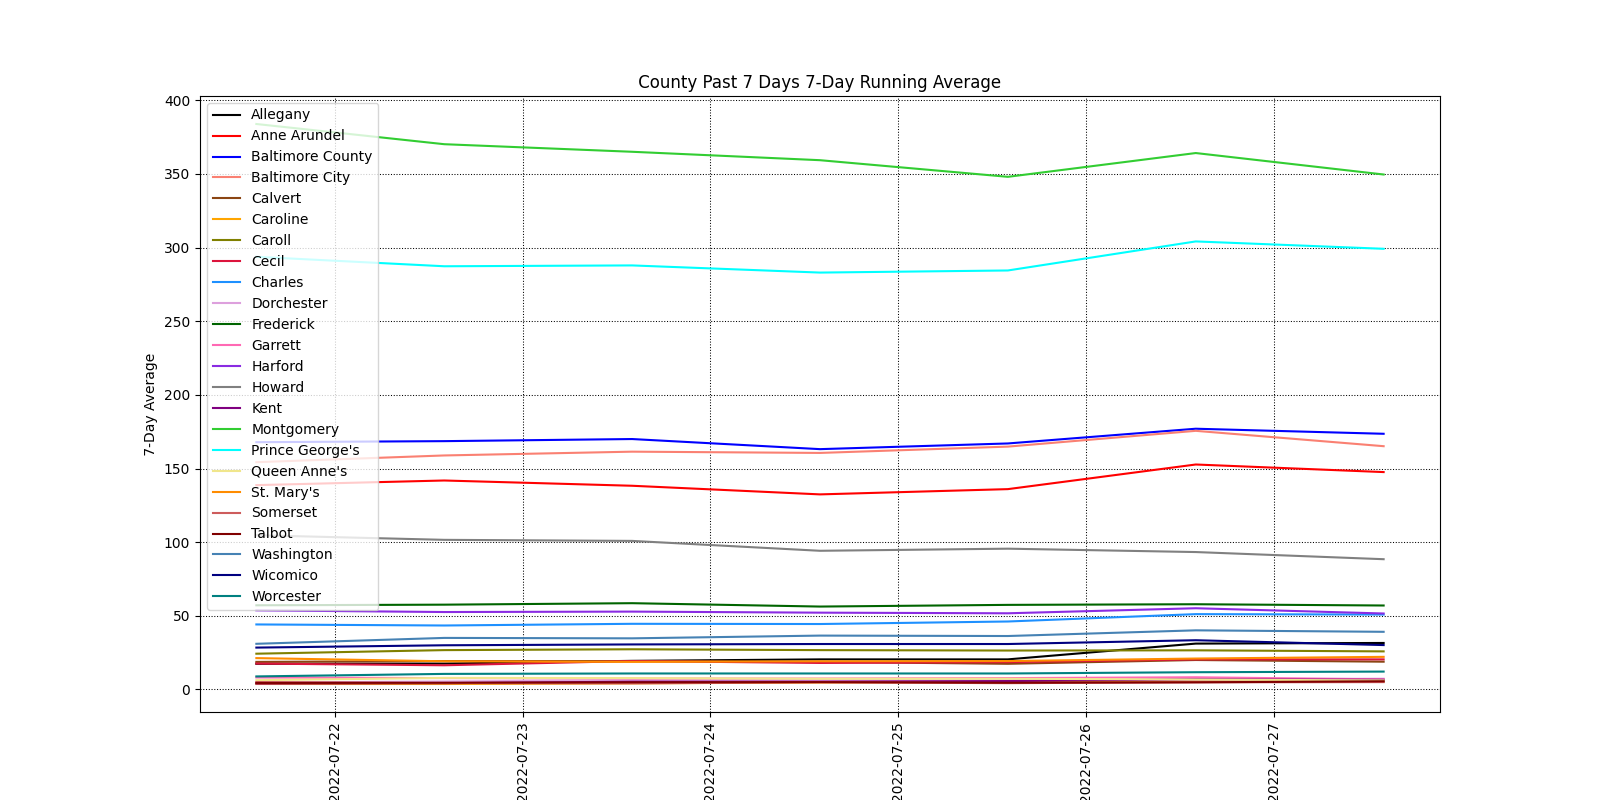 County Past 7 Days 7-Day Running Average
400
350
300
250
200
150
100
50
0
7-Day Average
Allegany
Anne Arundel
Baltimore County
Baltimore City
Calvert
Caroline
Caroll
Cecil
Charles
Dorchester
Frederick
Garrett
Harford
Howard
Kent
Montgomery
Prince George's
Queen Anne's
St. Mary's
Somerset
Talbot
Washington
Wicomico
Worcester
2022-07-22
2022-07-23
2022-07-24
2022-07-25
2022-07-26
2022-07-27